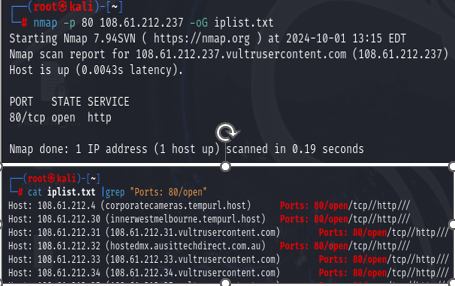 ┌──(root㉿kali)-[~]
└─# nmap -p 80 108.61.212.237 -oG iplist.txt
Starting Nmap 7.94SVN ( https://nmap.org ) at 2024-10-01 13:15 EDT
Nmap scan report for 108.61.212.237.vultrusercontent.com (108.61.212.237)
Host is up (0.0043s latency).
PORT   STATE SERVICE
80/tcp open  http
Nmap done: 1 IP address (1 host up) scanned in 0.19 seconds
┌──(root㉿kali)-[~]
└─# cat iplist.txt |grep "Ports: 80/open"
Host: 108.61.212.4 (corporatecameras.tempurl.host) Ports: 80/open/tcp//http///
Host: 108.61.212.30 (innerwestmelbourne.tempurl.host) Ports: 80/open/tcp//http///
Host: 108.61.212.31 (108.61.212.31.vultrusercontent.com) Ports: 80/open/tcp//http///
Host: 108.61.212.32 (hostedmx.ausittechdirect.com.au) Ports: 80/open/tcp//http///
Host: 108.61.212.33 (108.61.212.33.vultrusercontent.com) Ports: 80/open/tcp//http///
Host: 108.61.212.34 (108.61.212.34.vultrusercontent.com) Ports: 80/open/tcp//http///